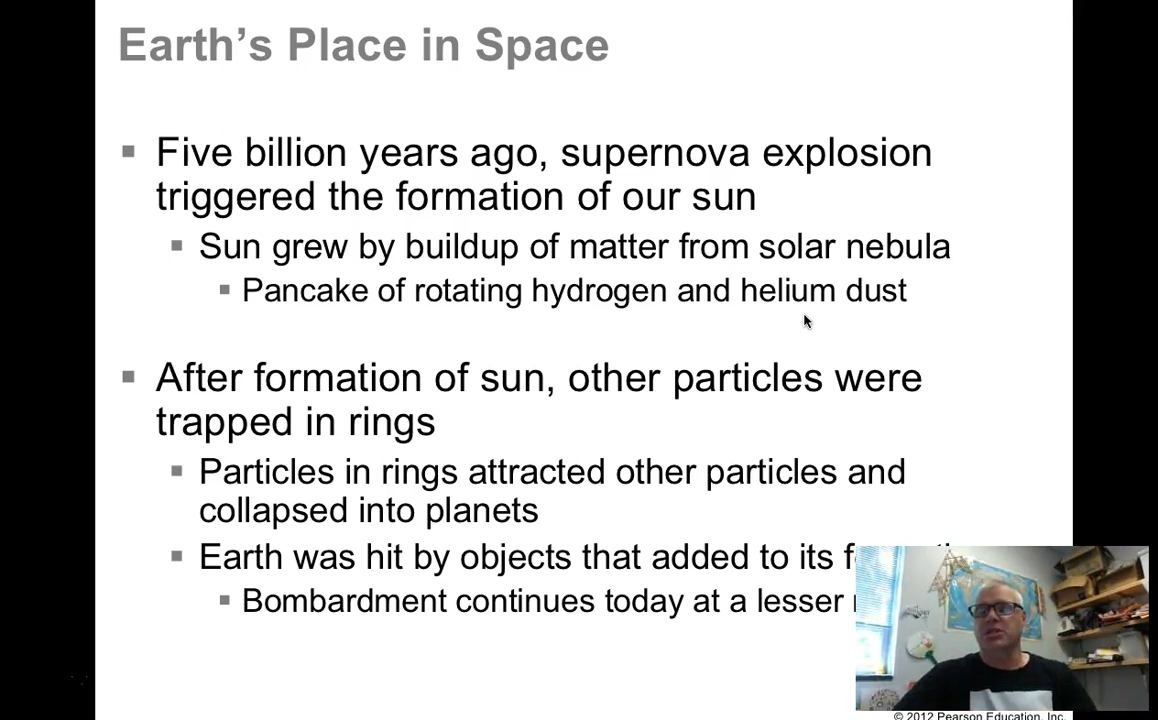 Earth's Place in Space
▪ Five billion years ago, supernova explosion
triggered the formation of our sun
▪ Sun grew by buildup of matter from solar nebula
▪ Pancake of rotating hydrogen and helium dust
▪ After formation of sun, other particles were
trapped in rings
▪ Particles in rings attracted other particles and
collapsed into planets
▪ Earth was hit by objects that added to its
▪ Bombardment continues today at a lesser
© 2012 Pearson Education, Inc.